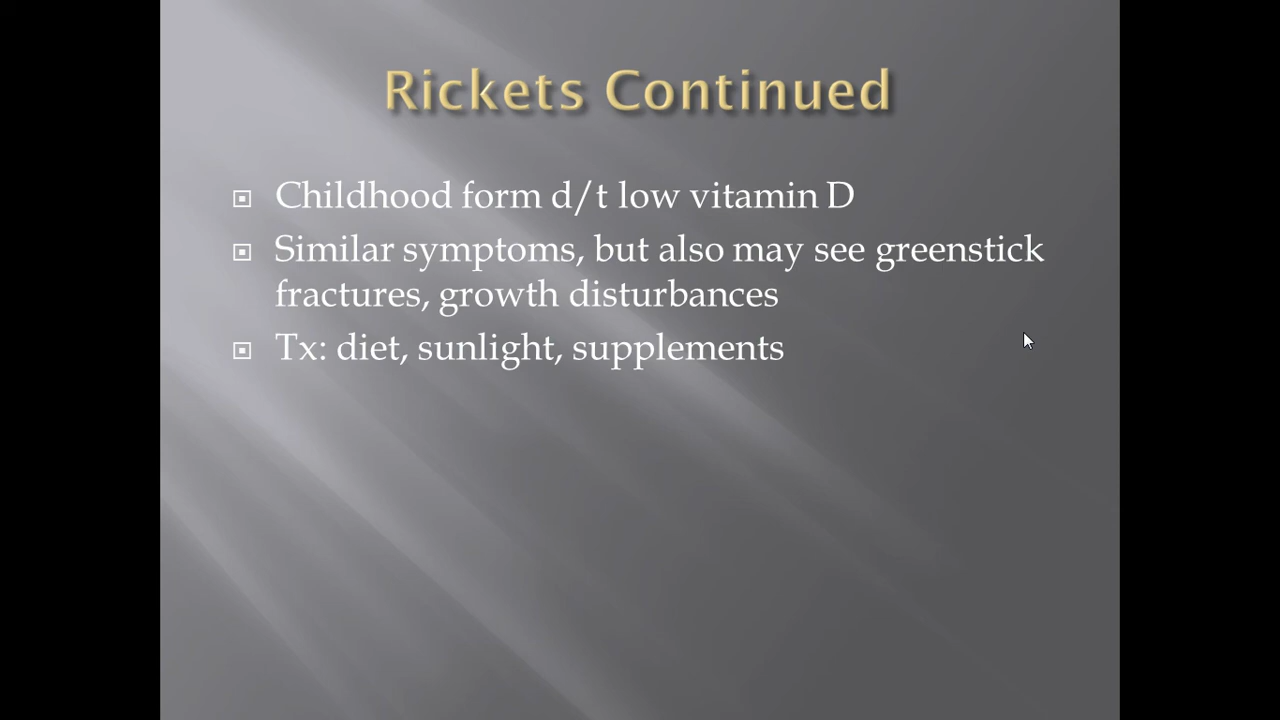 Rickets Continued
Childhood form d/t low vitamin D
Similar symptoms, but also may see greenstick
fractures, growth disturbances
Tx: diet, sunlight, supplements